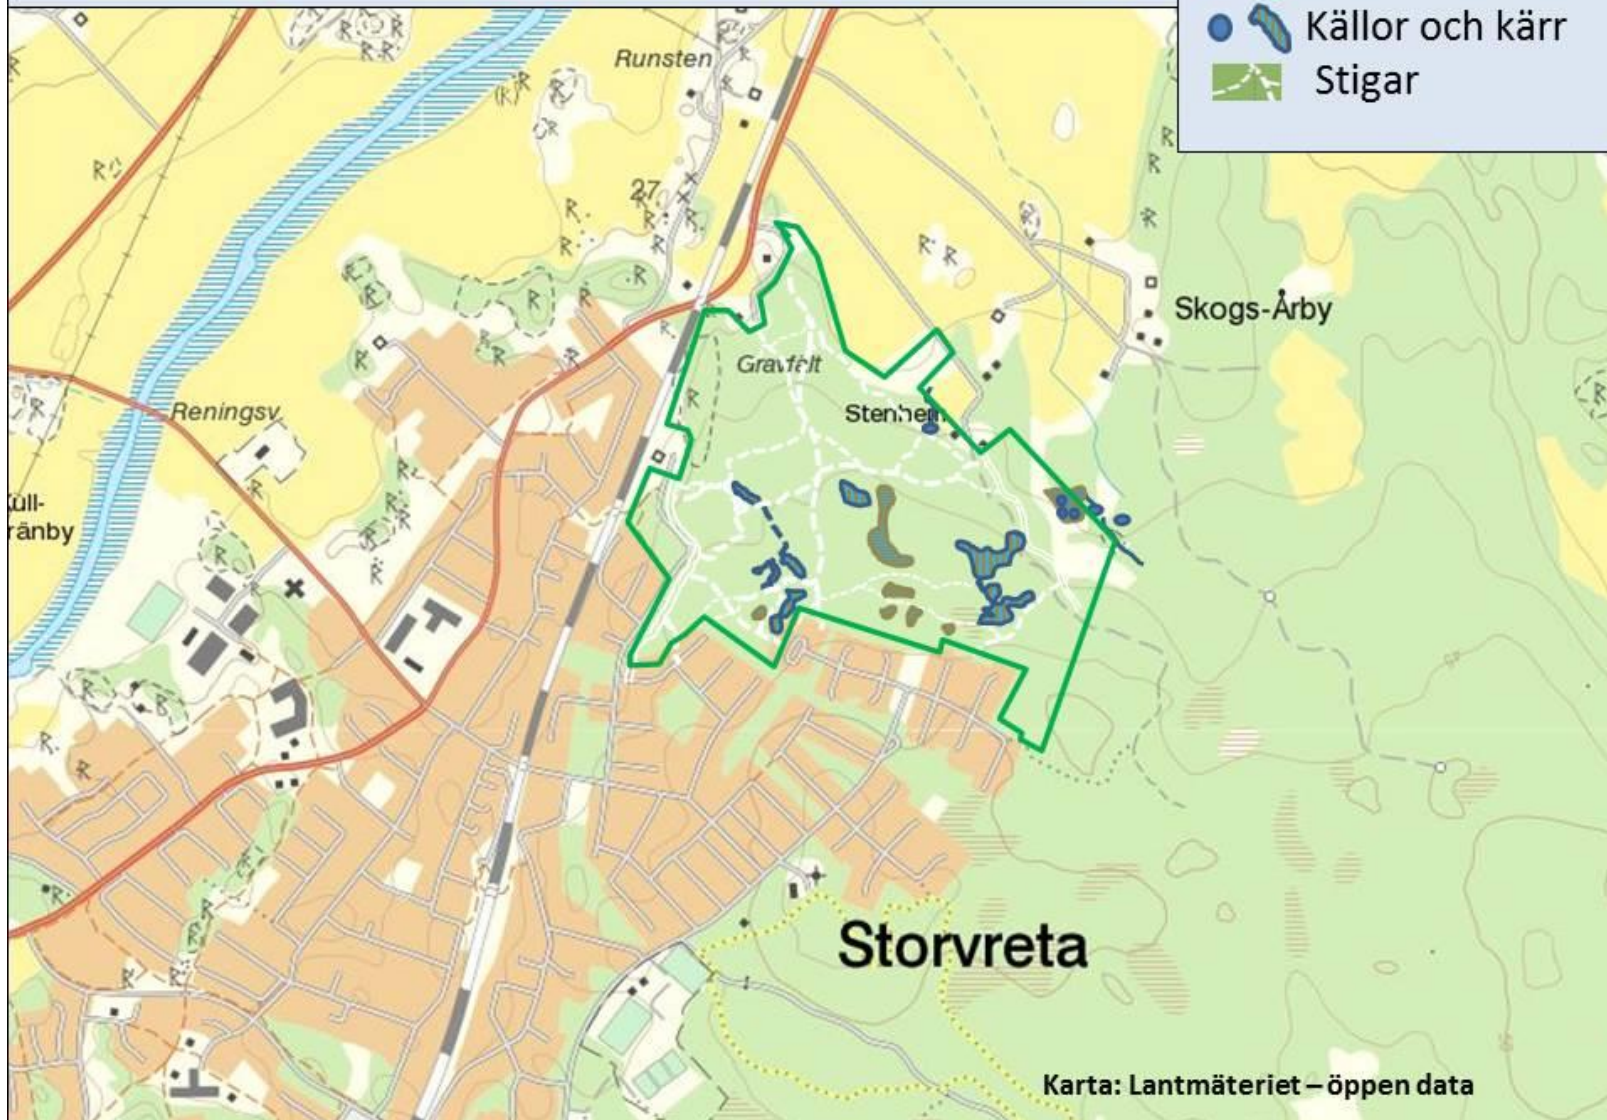 Källor och kärr
Stigar
Runsten
27
Skogs-Årby
Gravfält
Reningsv.
Stenhem
Storvreta
Karta: Lantmäteriet – öppen data